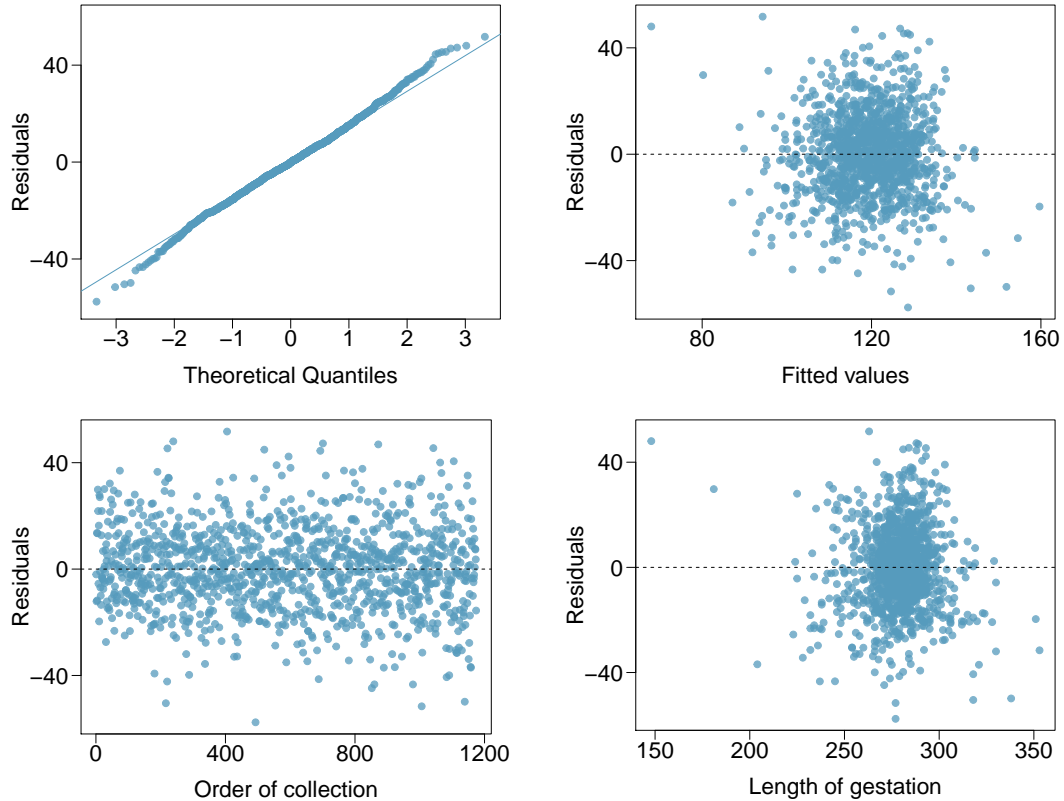 Residuals
40
0
−40
−3 −2 −1 0 1 2 3
Theoretical Quantiles
Residuals
40
0
−40
80 120 160
Fitted values
Residuals
40
0
−40
0 400 800 1200
Order of collection
Residuals
40
0
−40
150 200 250 300 350
Length of gestation